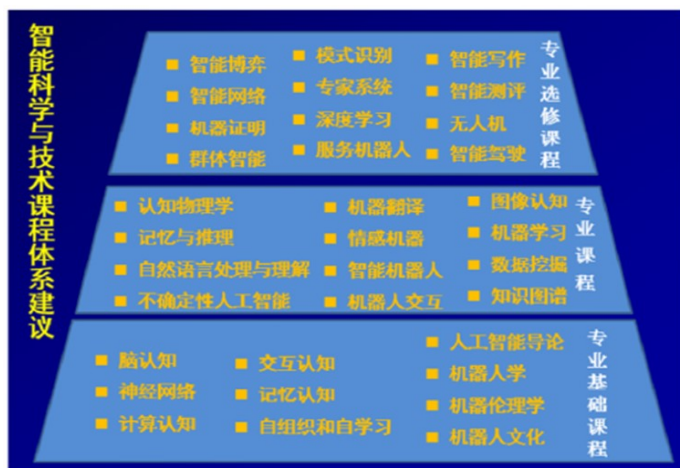 智能科学与技术课程体系建议
智能博弈
智能网络
机器证明
群体智能
模式识别
专家系统
深度学习
服务机器人
智能写作
智能测评
无人机
智能驾驶
专业选修课程
认知物理学
记忆与推理
自然语言处理与理解
不确定性人工智能
机器翻译
情感机器
智能机器人
机器人交互
图像认知
机器学习
数据挖掘
知识图谱
专业课程
脑认知
神经网络
计算认知
交互认知
记忆认知
自组织和自学习
人工智能导论
机器人学
机器伦理学
机器人文化
专业基础课程